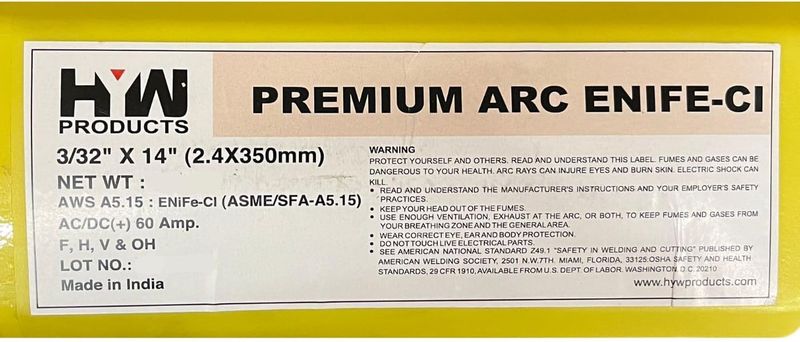 HYW
PRODUCTS
PREMIUM ARC ENIFE-CI
3/32" X 14" (2.4X350mm)
NET WT :
AWS A5.15 : ENiFe-CI (ASME/SFA-A5.15)
AC/DC(+) 60 Amp.
F, H, V & OH
LOT NO.:
Made in India
WARNING
PROTECT YOURSELF AND OTHERS. READ AND UNDERSTAND THIS LABEL. FUMES AND GASES CAN BE
DANGEROUS TO YOUR HEALTH. ARC RAYS CAN INJURE EYES AND BURN SKIN. ELECTRIC SHOCK CAN
KILL.
• READ AND UNDERSTAND THE MANUFACTURER'S INSTRUCTIONS AND YOUR EMPLOYER'S SAFETY
PRACTICES.
• KEEP YOUR HEAD OUT OF THE FUMES.
• USE ENOUGH VENTILATION, EXHAUST AT THE ARC, OR BOTH, TO KEEP FUMES AND GASES FROM
YOUR BREATHING ZONE AND THE GENERAL AREA.
• WEAR CORRECT EYE, EAR AND BODY PROTECTION.
• DO NOT TOUCH LIVE ELECTRICAL PARTS.
• SEE AMERICAN NATIONAL STANDARD Z49.1 "SAFETY IN WELDING AND CUTTING" PUBLISHED BY
AMERICAN WELDING SOCIETY, 2501 N.W.7TH. MIAMI, FLORIDA, 33125:OSHA SAFETY AND HEALTH
STANDARDS, 29 CFR 1910, AVAILABLE FROM U.S. DEPT. OF LABOR. WASHINGTON D.C. 20210
www.hywproducts.com